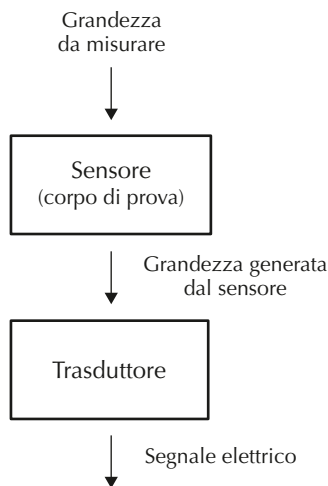 Grandezza
da misurare
Sensore
(corpo di prova)
Grandezza generata
dal sensore
Trasduttore
Segnale elettrico